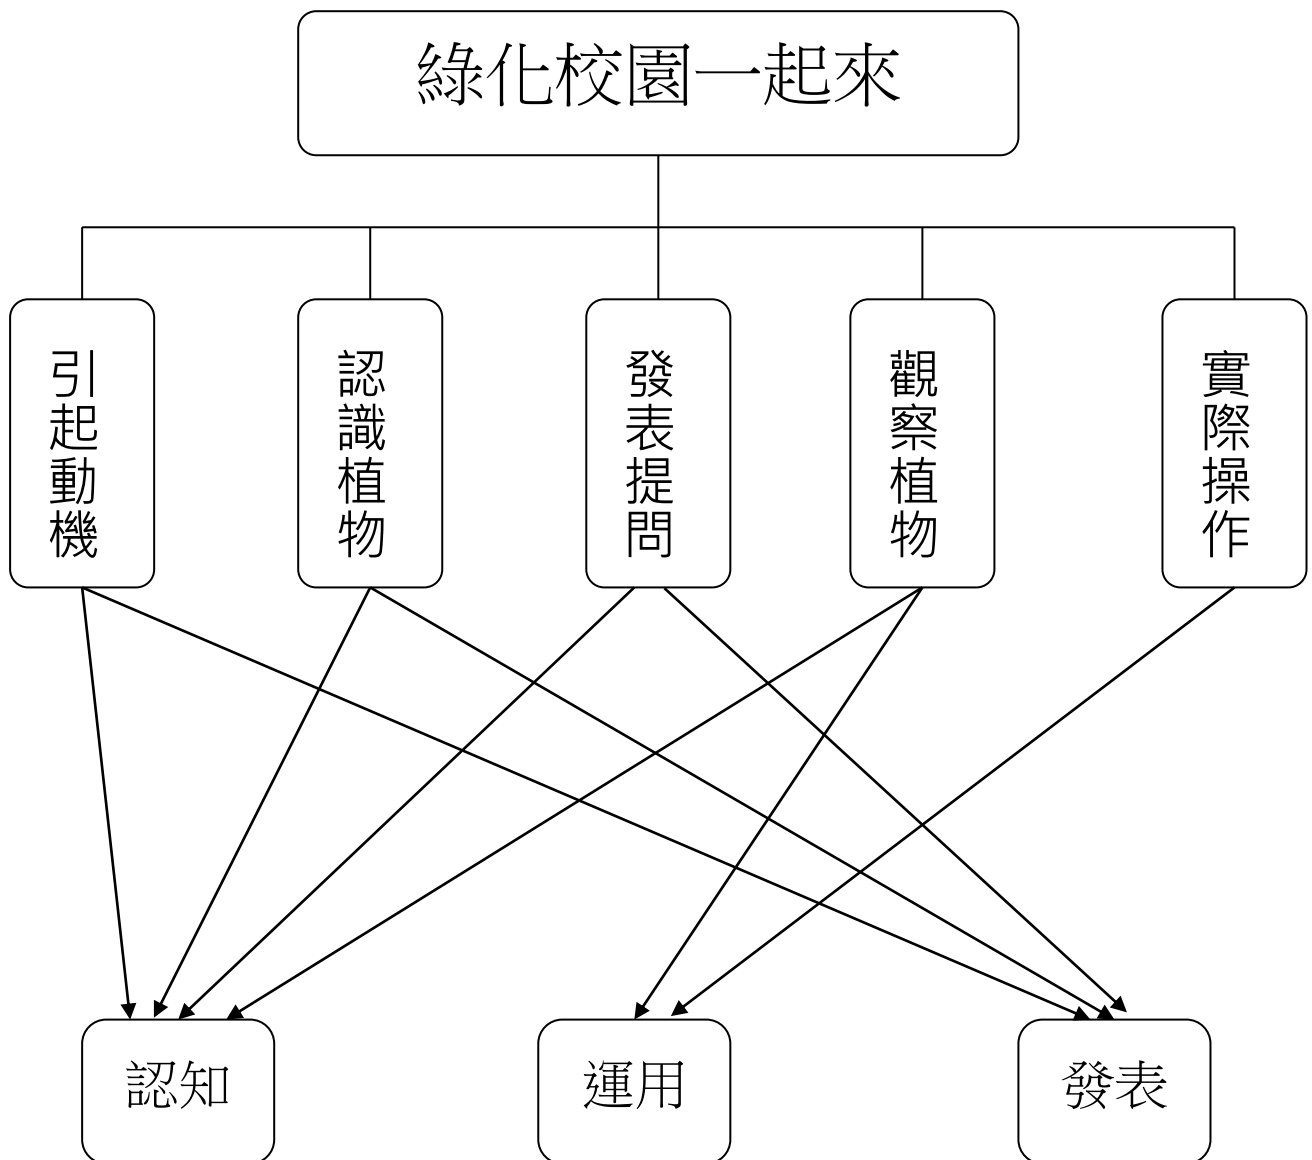 綠化校園一起來
引起動機
認識植物
發表提問
觀察植物
實際操作
認知
運用
發表